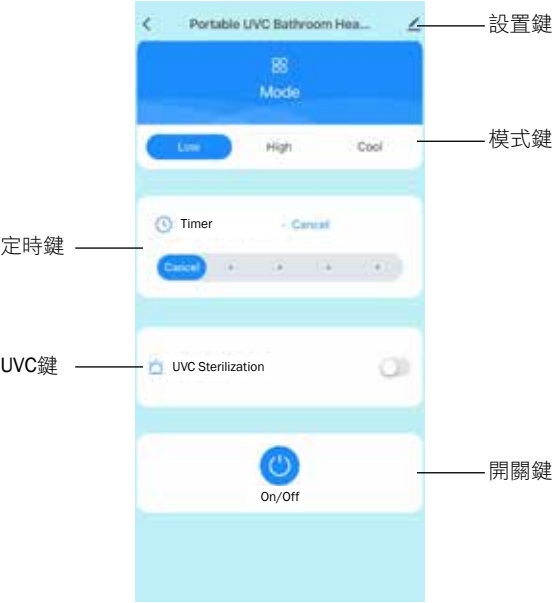 Portable UVC Bathroom Hea...
設置鍵
Mode
Low High Cool
模式鍵
Timer - Cancel
定時鍵
Cancel
UVC鍵
UVC Sterilization
On/Off
開關鍵